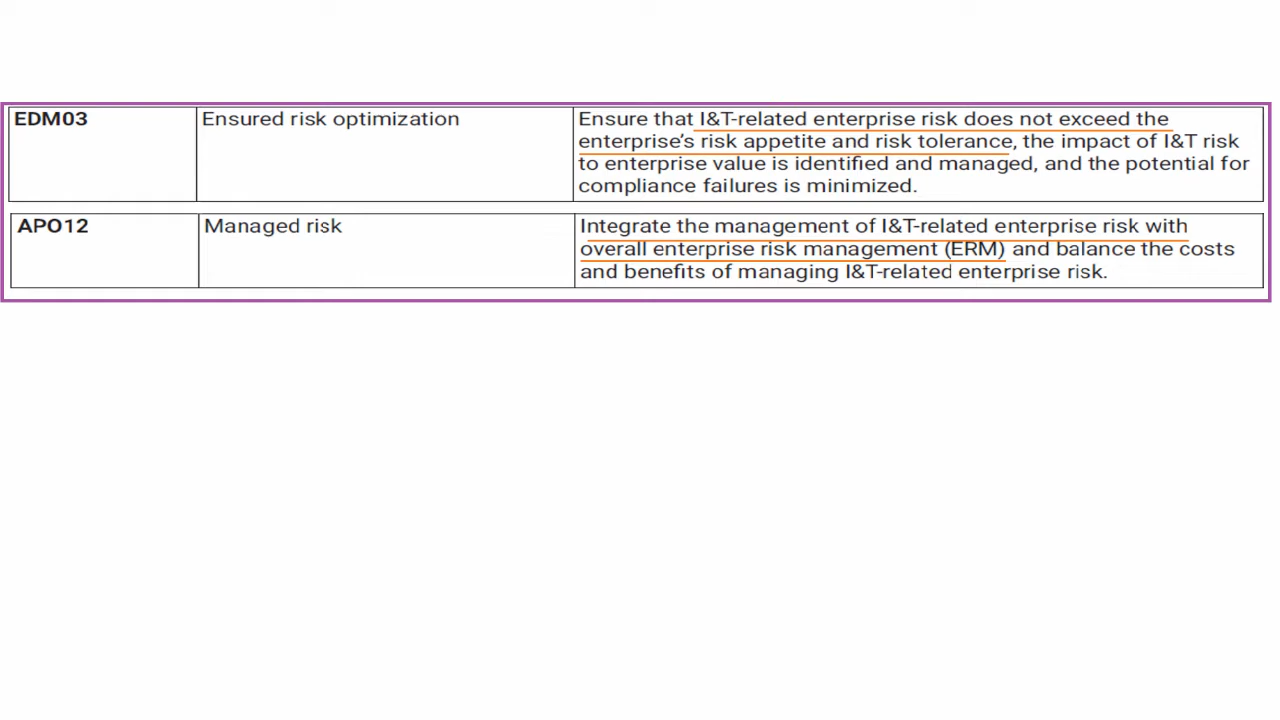 EDM03 Ensured risk optimization Ensure that I&T-related enterprise risk does not exceed the
enterprise’s risk appetite and risk tolerance, the impact of I&T risk
to enterprise value is identified and managed, and the potential for
compliance failures is minimized.
APO12 Managed risk Integrate the management of I&T-related enterprise risk with
overall enterprise risk management (ERM) and balance the costs
and benefits of managing I&T-related enterprise risk.